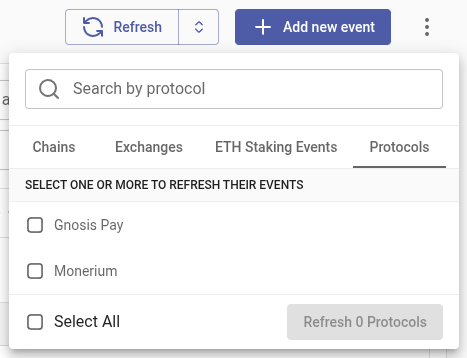 Refresh
Add new event
a
Search by protocol
Chains Exchanges ETH Staking Events Protocols
SELECT ONE OR MORE TO REFRESH THEIR EVENTS
Gnosis Pay
Monerium
Select All
Refresh 0 Protocols